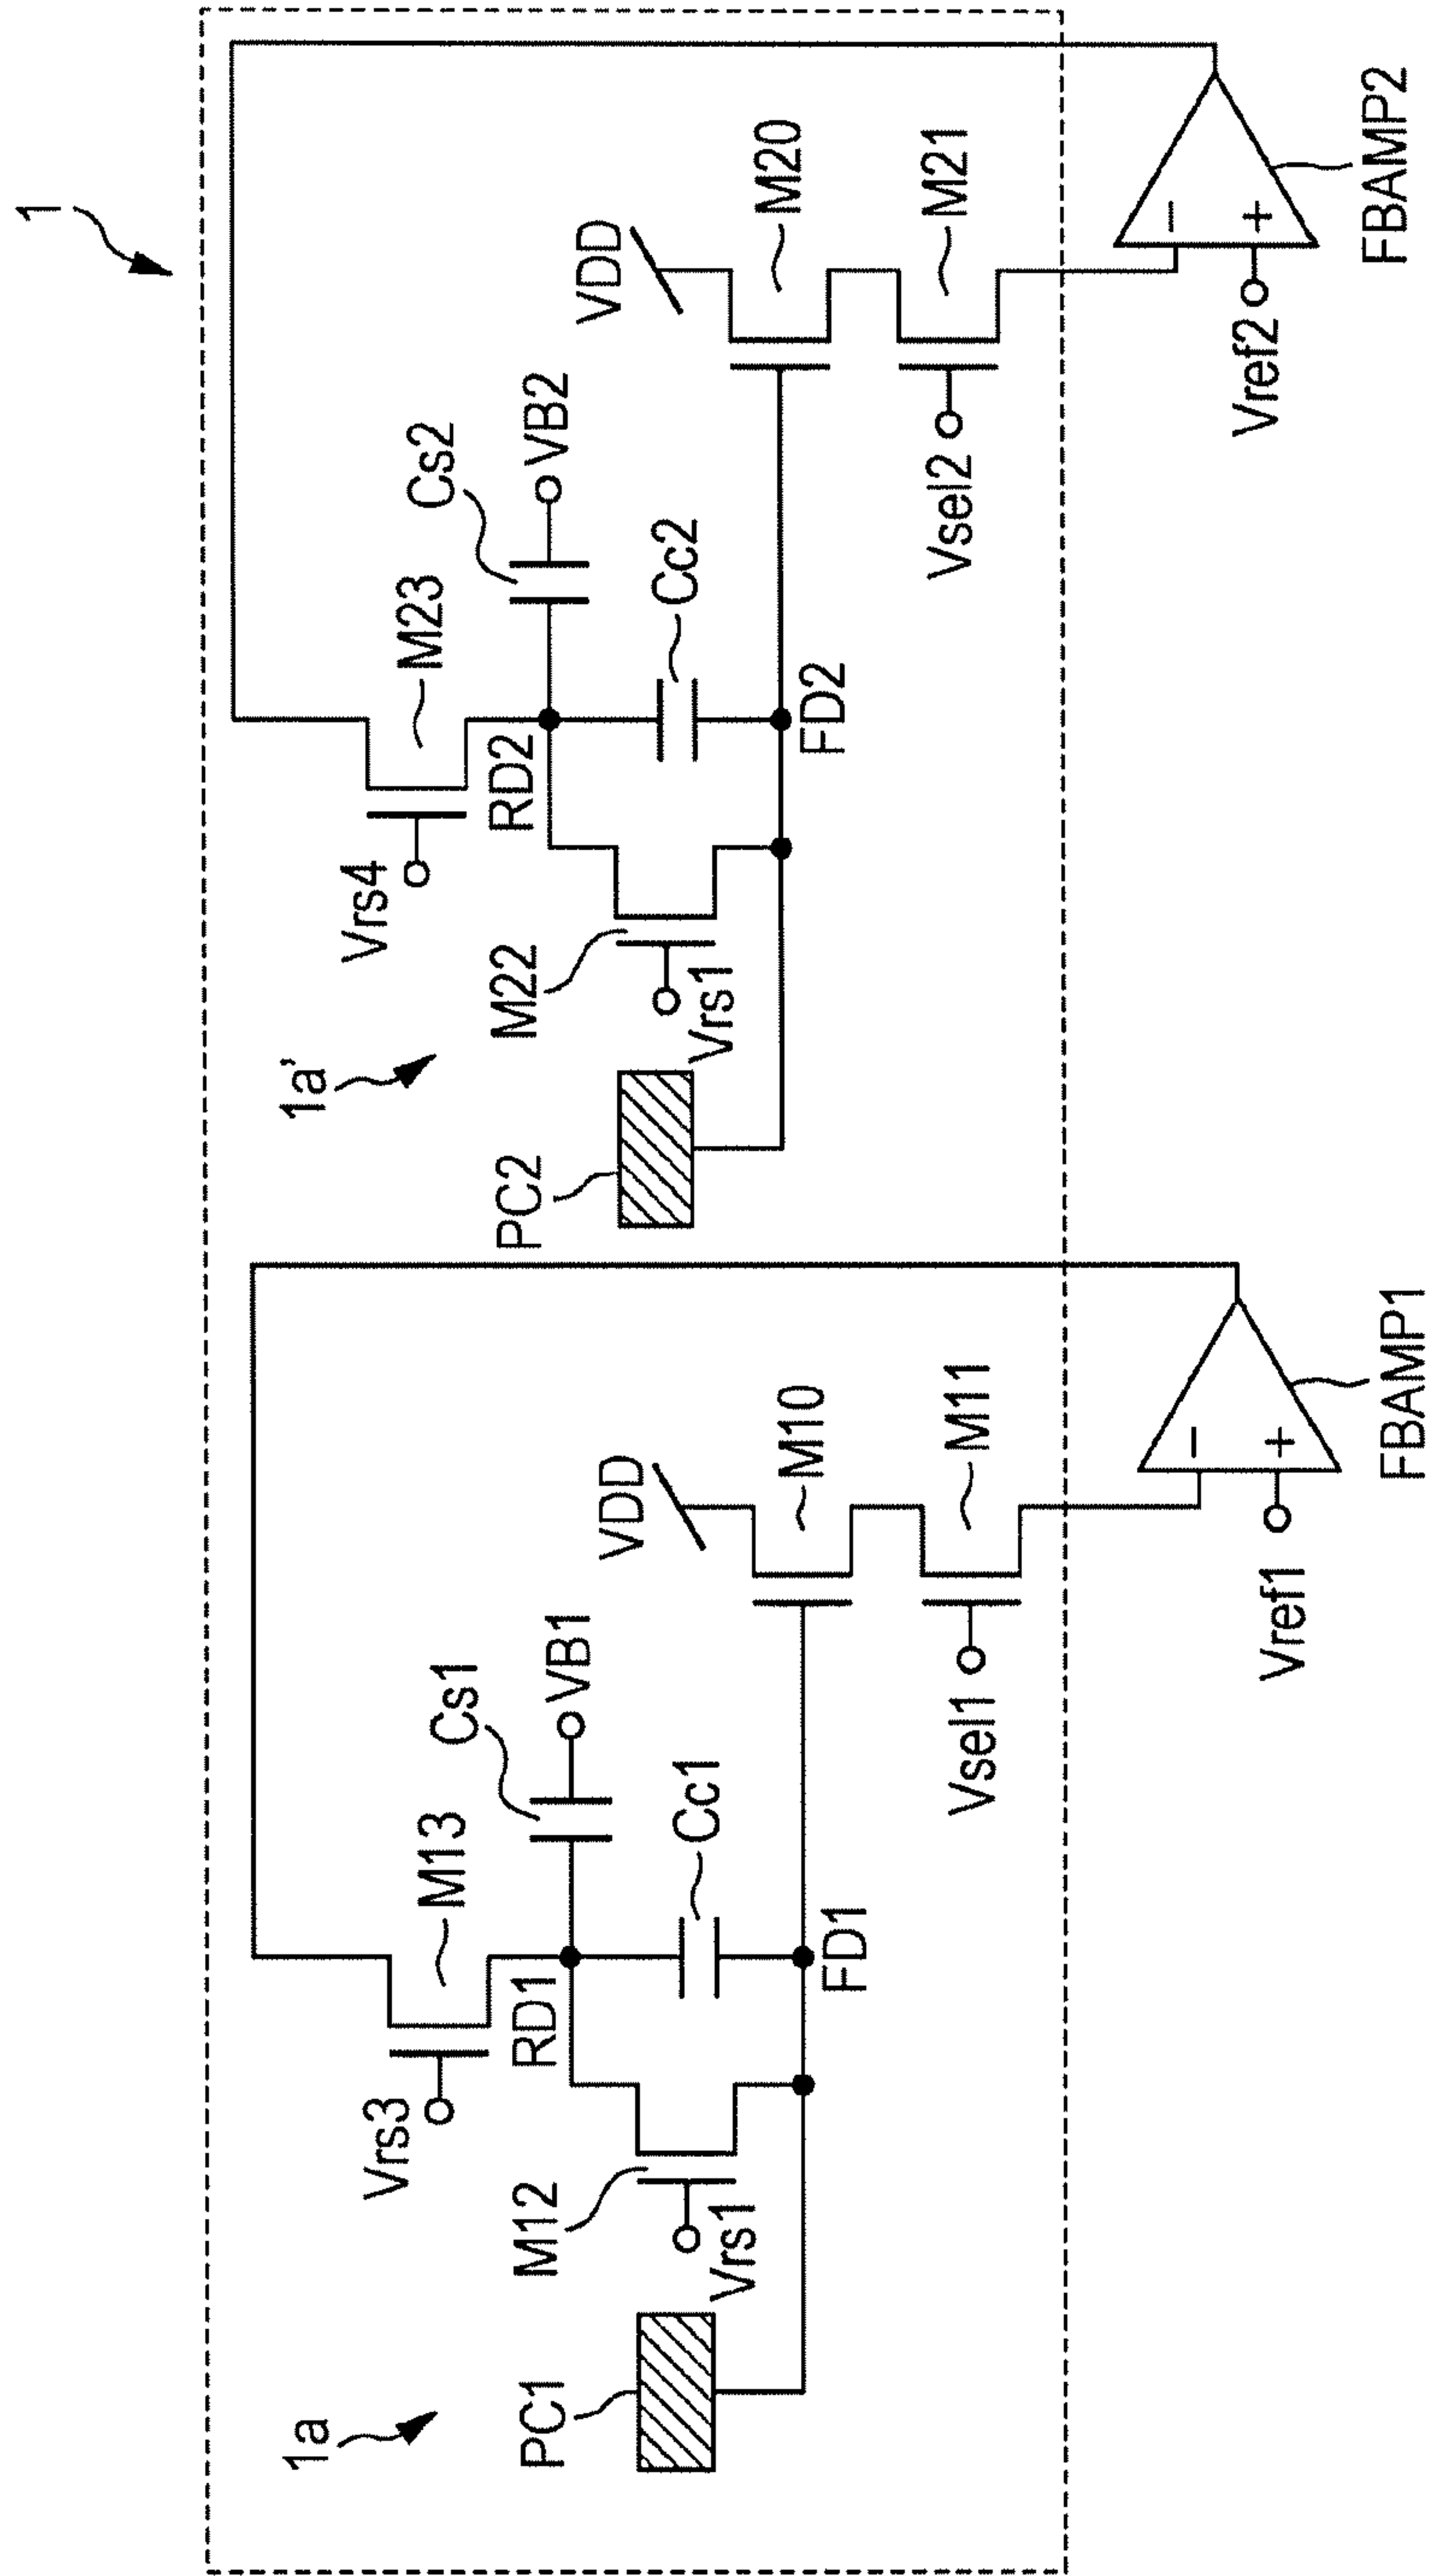 1
1a
PC1
M12
Vrs1
Vrs3
M13
RD1
Cs1
VB1
Cc1
FD1
VDD
M10
M11
Vsel1
Vref1
−
+
FBAMP1
1a'
PC2
M22
Vrs1
Vrs4
M23
RD2
Cs2
VB2
Cc2
FD2
VDD
M20
M21
Vsel2
Vref2
−
+
FBAMP2